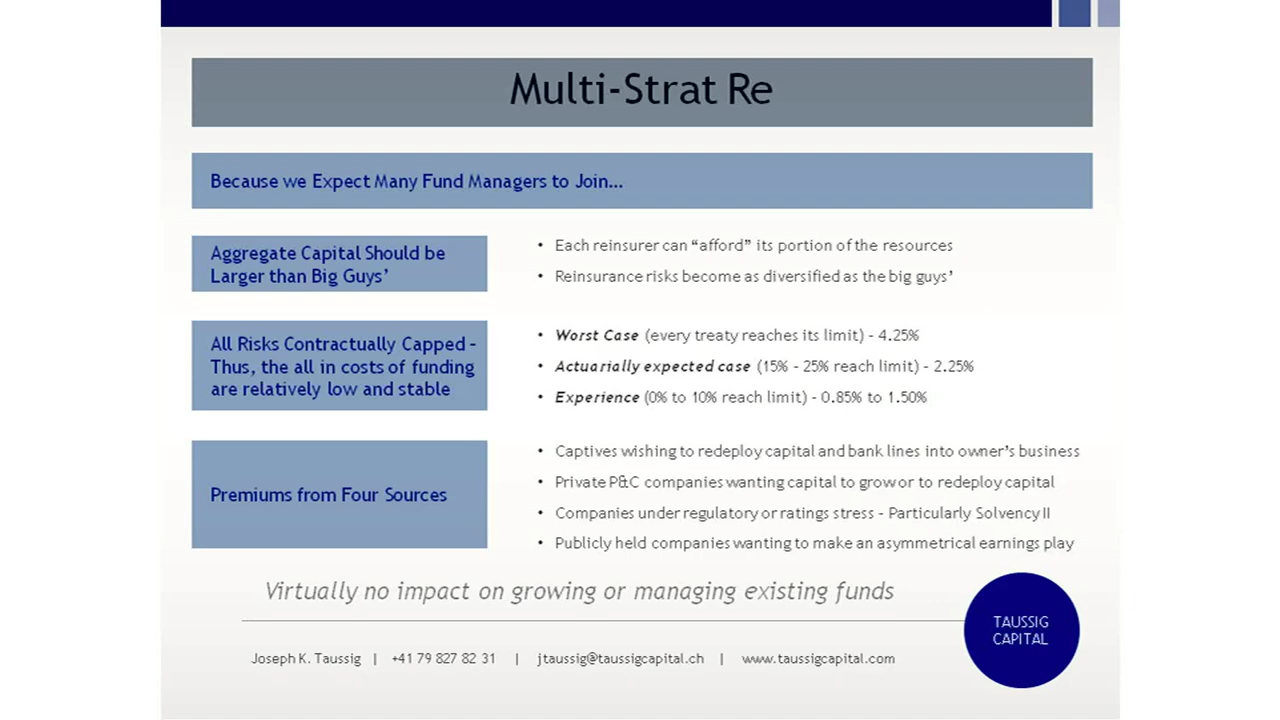 Multi-Strat Re
Because we Expect Many Fund Managers to Join...
Aggregate Capital Should be
Larger than Big Guys’
• Each reinsurer can “afford” its portion of the resources
• Reinsurance risks become as diversified as the big guys’
All Risks Contractually Capped –
Thus, the all in costs of funding
are relatively low and stable
• Worst Case (every treaty reaches its limit) – 4.25%
• Actuarially expected case (15% - 25% reach limit) – 2.25%
• Experience (0% to 10% reach limit) – 0.85% to 1.50%
Premiums from Four Sources
• Captives wishing to redeploy capital and bank lines into owner’s business
• Private P&C companies wanting capital to grow or to redeploy capital
• Companies under regulatory or ratings stress – Particularly Solvency II
• Publicly held companies wanting to make an asymmetrical earnings play
Virtually no impact on growing or managing existing funds
TAUSSIG
CAPITAL
Joseph K. Taussig | +41 79 827 82 31 | jtaussig@taussigcapital.ch | www.taussigcapital.com